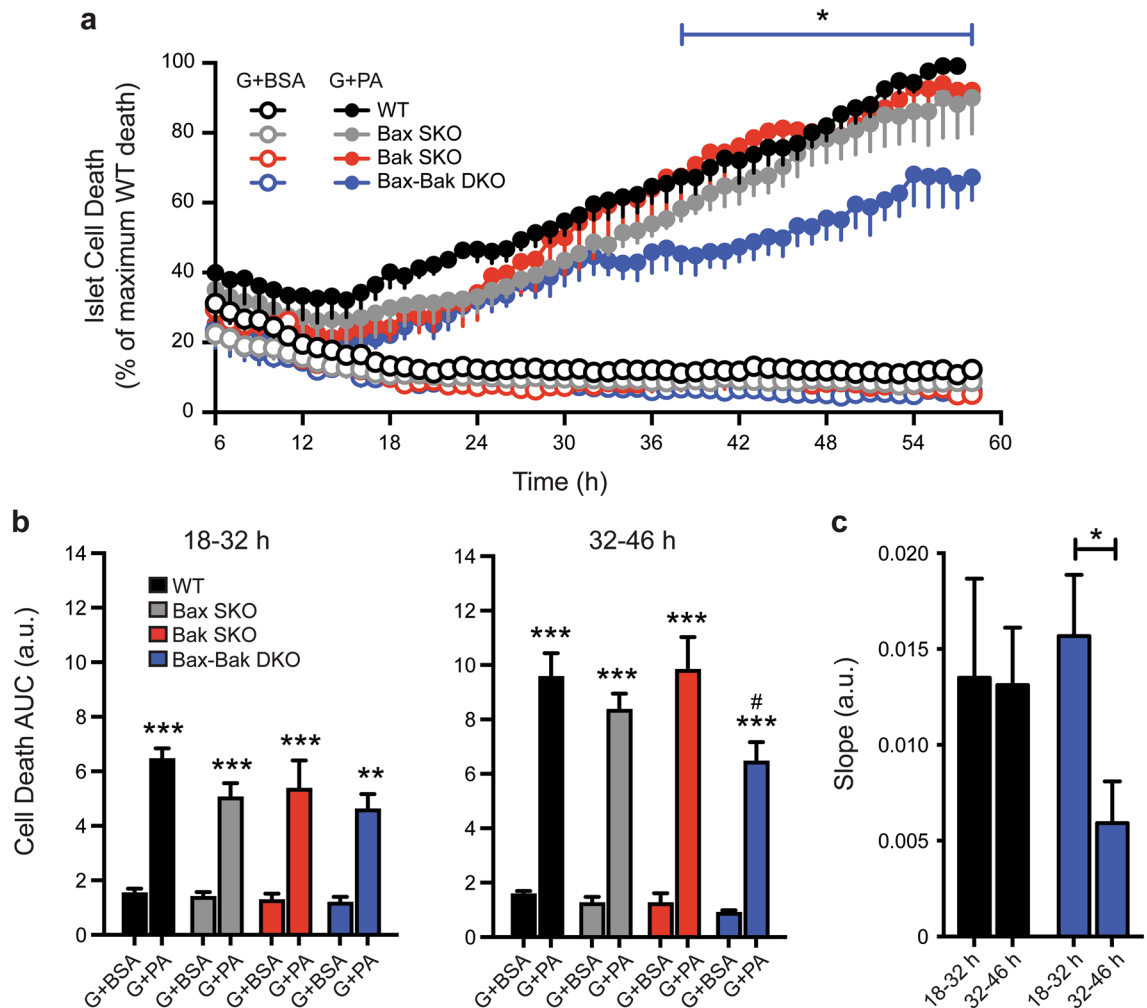 a
*
Islet Cell Death
(% of maximum WT death)
100
80
60
40
20
0
G+BSA G+PA
WT
Bax SKO
Bak SKO
Bax-Bak DKO
6 12 18 24 30 36 42 48 54 60
Time (h)
b
18-32 h
Cell Death AUC (a.u.)
14
12
10
8
6
4
2
0
WT
Bax SKO
Bak SKO
Bax-Bak DKO
*** *** *** **
G+BSA G+PA G+BSA G+PA G+BSA G+PA G+BSA G+PA
32-46 h
14
12
10
8
6
4
2
0
*** *** *** #
***
G+BSA G+PA G+BSA G+PA G+BSA G+PA G+BSA G+PA
c
Slope (a.u.)
0.020
0.015
0.010
0.005
0
*
18-32 h 32-46 h 18-32 h 32-46 h